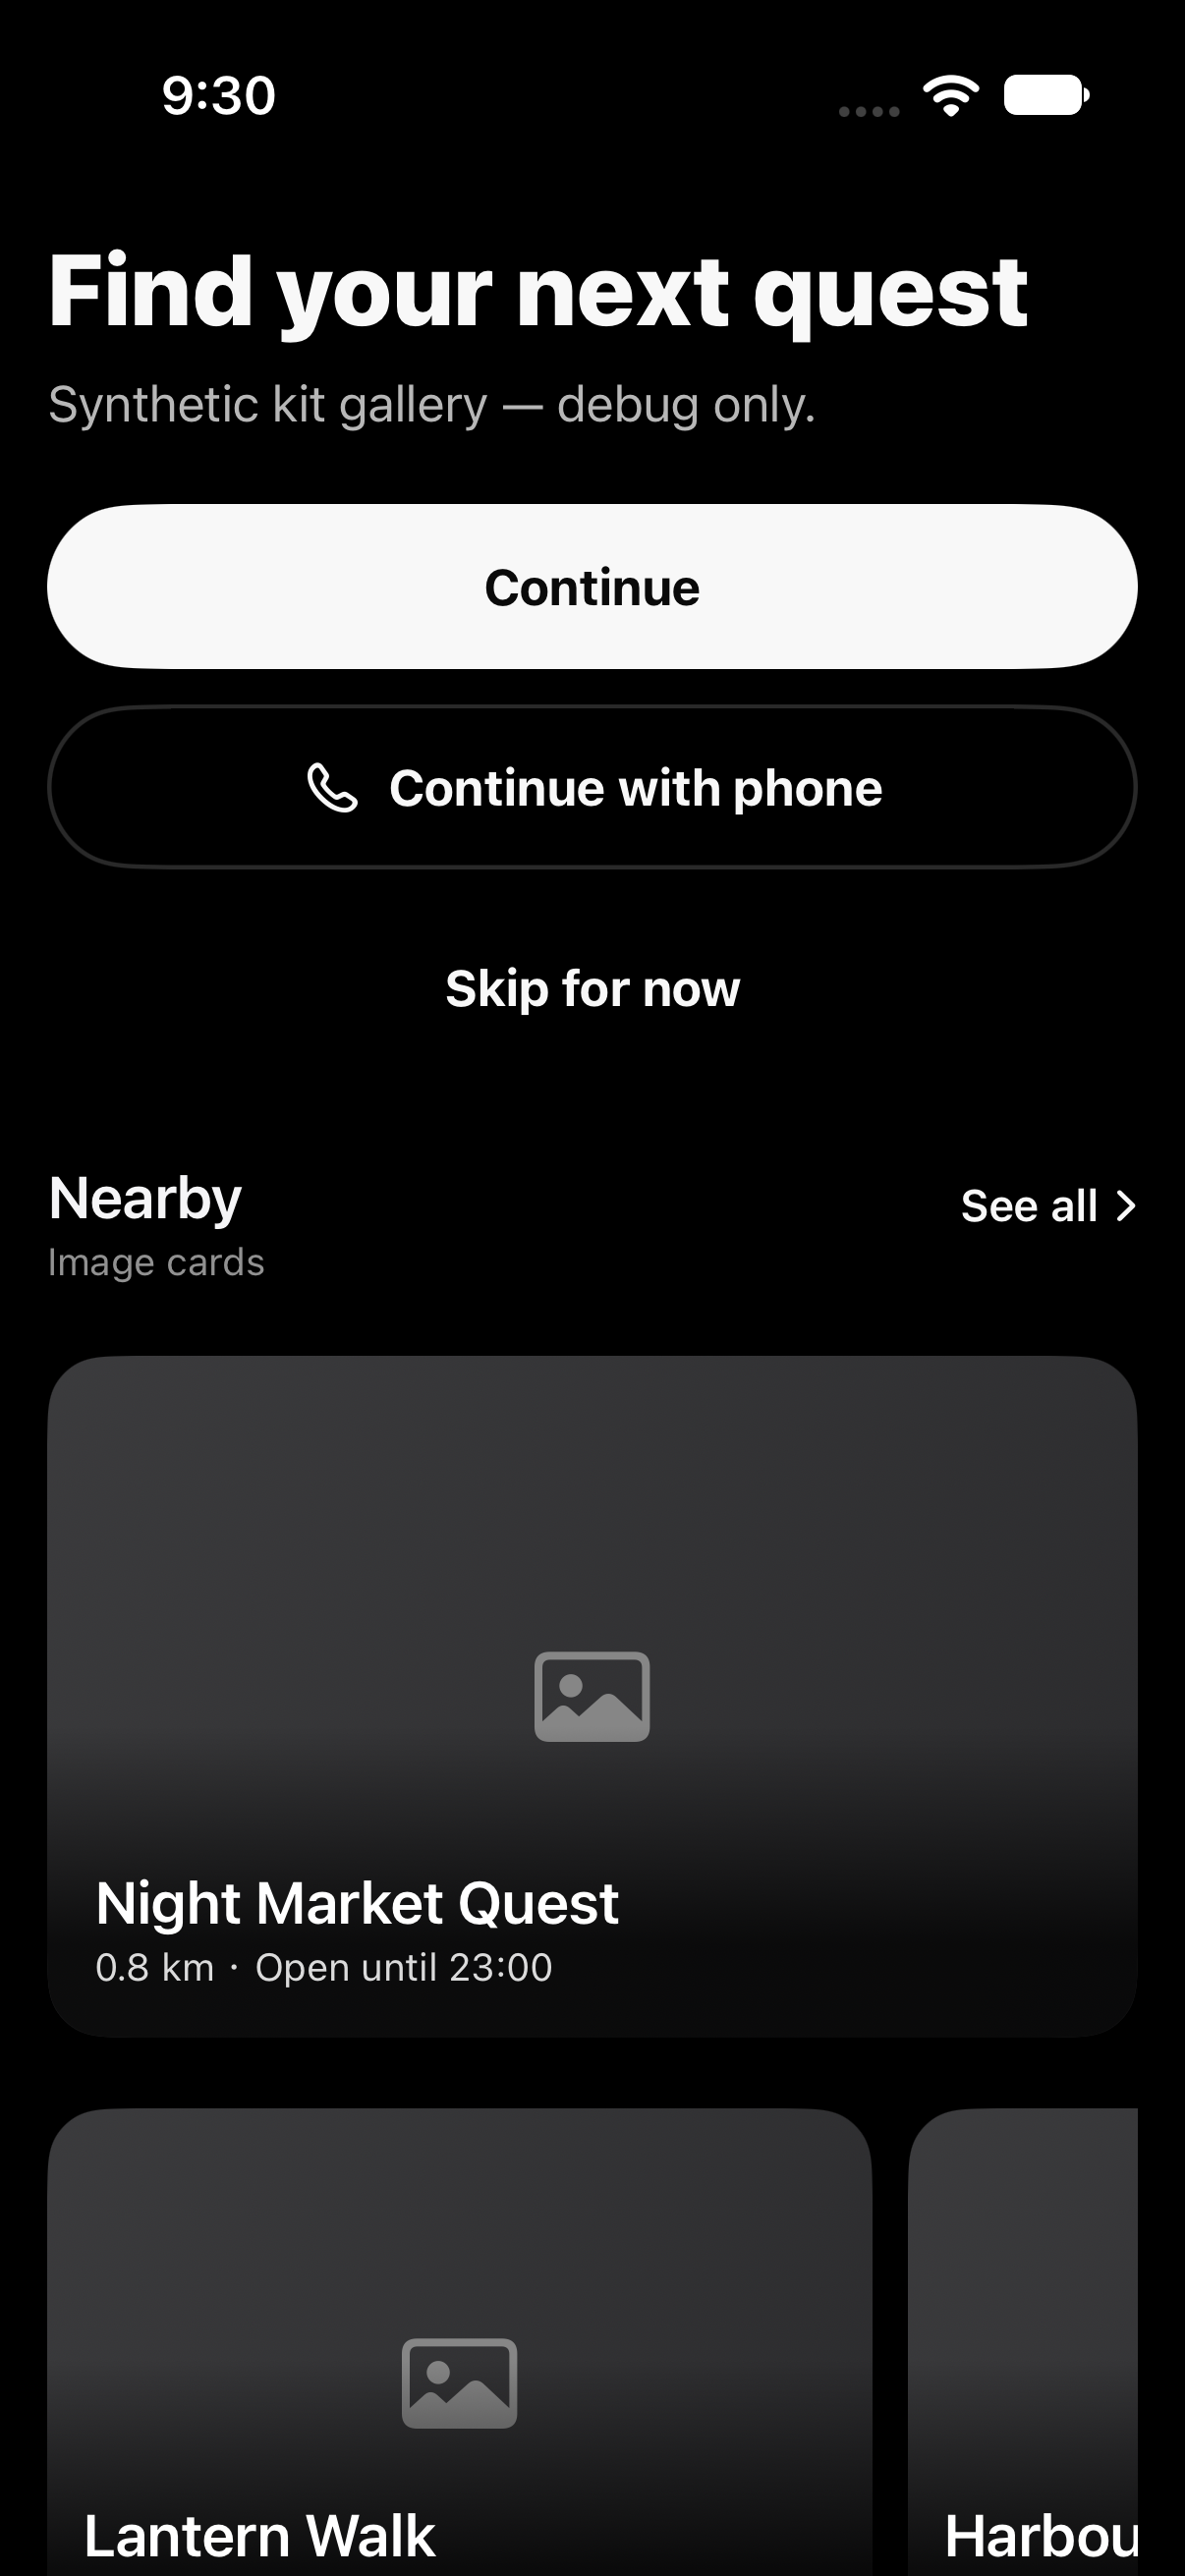 9:30
Find your next quest
Synthetic kit gallery — debug only.
Continue
Continue with phone
Skip for now
Nearby
See all
Image cards
Night Market Quest
0.8 km · Open until 23:00
Lantern Walk
Harbou